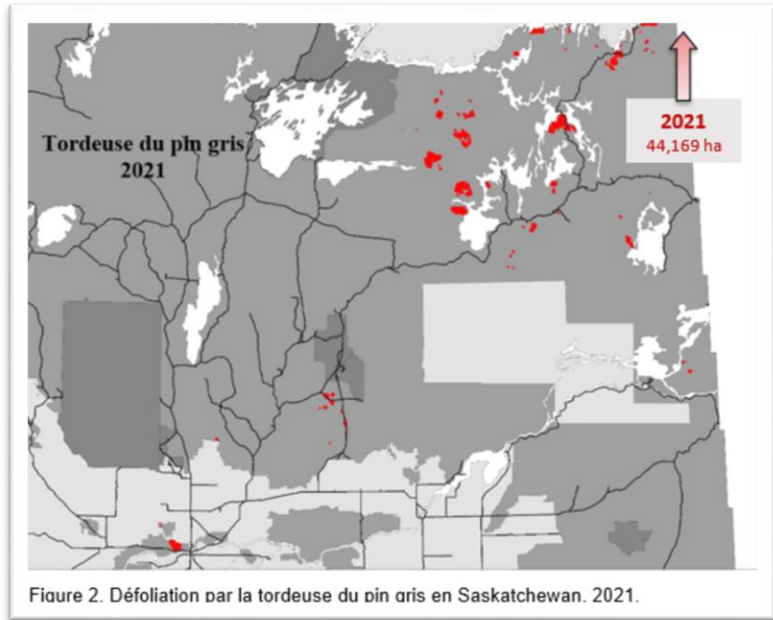 Tordeuse du pin gris
2021
2021
44,169 ha
Figure 2. Défoliation par la tordeuse du pin gris en Saskatchewan, 2021.